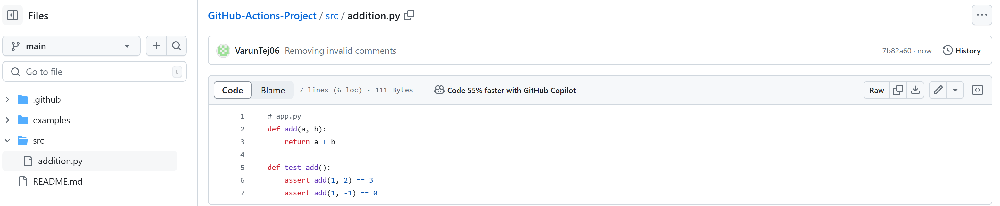 Files
main
Go to file
t
.github
examples
src
addition.py
README.md
GitHub-Actions-Project / src / addition.py
VarunTej06 Removing invalid comments 7b82a60 · now History
Code Blame 7 lines (6 loc) · 111 Bytes Code 55% faster with GitHub Copilot Raw
1 # app.py
2 def add(a, b):
3     return a + b
4
5 def test_add():
6     assert add(1, 2) == 3
7     assert add(1, -1) == 0